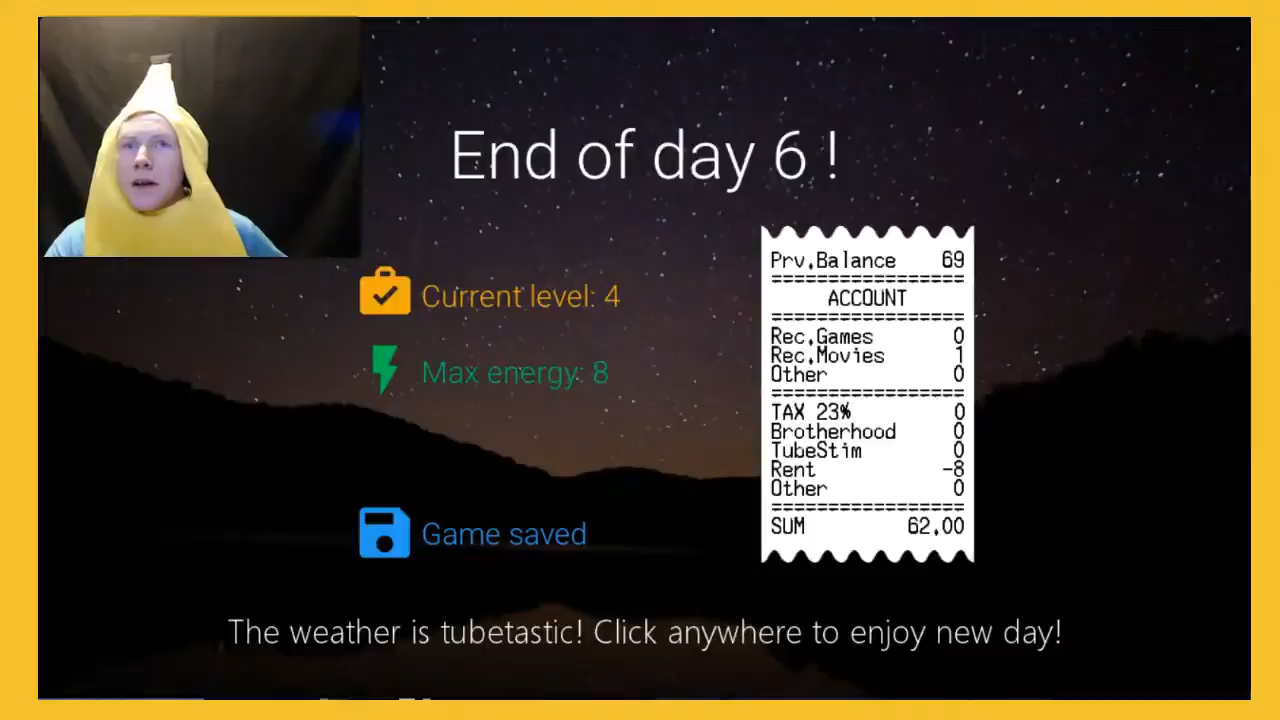 End of day 6 !
Current level: 4
Max energy: 8
Game saved
Prv.Balance 69
====================
ACCOUNT
====================
Rec.Games 0
Rec.Movies 1
Other 0
====================
TAX 23% 0
Brotherhood 0
TubeStim 0
Rent -8
Other 0
====================
SUM 62.00
The weather is tubetastic! Click anywhere to enjoy new day!